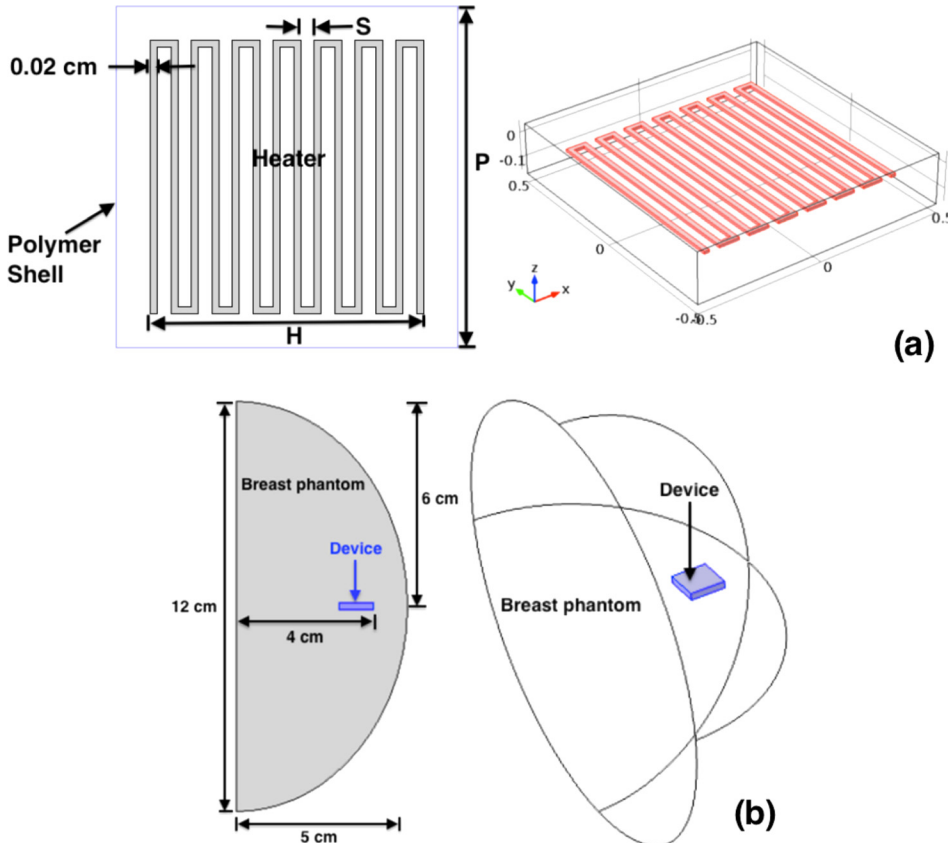 S
0.02 cm
Heater
P
Polymer
Shell
H
0
-0.1
0.5
0
-0.5
-0.5
0
0.5
z
y
x
(a)
Breast phantom
6 cm
Device
12 cm
4 cm
5 cm
Device
Breast phantom
(b)